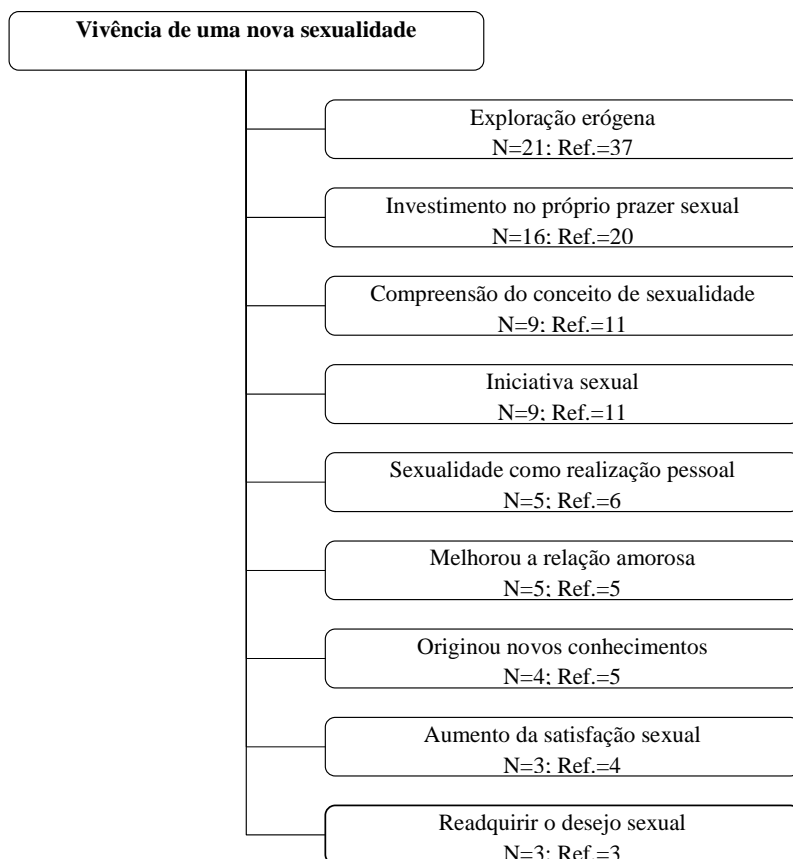 Vivência de uma nova sexualidade
Exploração erógena
N=21; Ref.=37
Investimento no próprio prazer sexual
N=16; Ref.=20
Compreensão do conceito de sexualidade
N=9; Ref.=11
Iniciativa sexual
N=9; Ref.=11
Sexualidade como realização pessoal
N=5; Ref.=6
Melhorou a relação amorosa
N=5; Ref.=5
Originou novos conhecimentos
N=4; Ref.=5
Aumento da satisfação sexual
N=3; Ref.=4
Readquirir o desejo sexual
N=3; Ref.=3